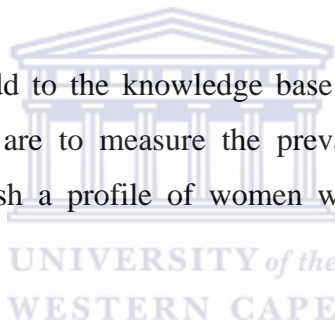 ld to the knowledge base
are to measure the preva
sh a profile of women w
UNIVERSITY of the
WESTERN CAPE